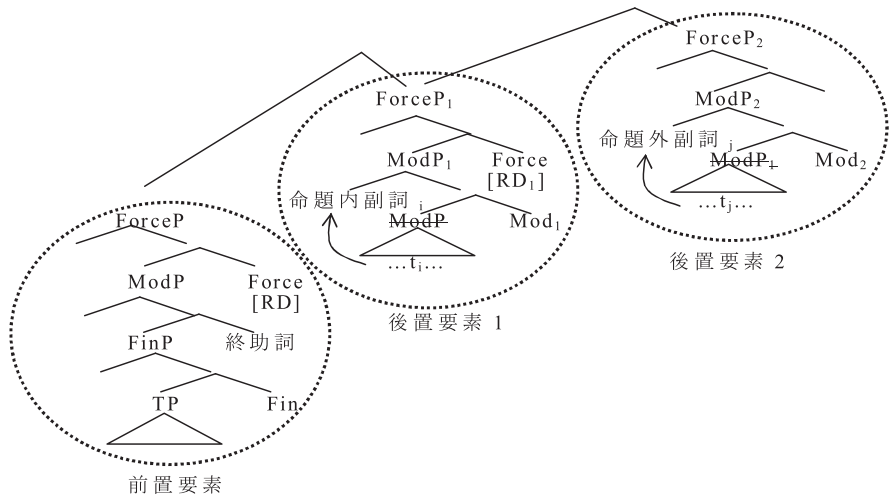 ForceP₂
ModP₂
命題外副詞 ⱼ
ModP₁
Mod₂
...tⱼ...
後置要素 2
ForceP₁
ModP₁
Force
[RD₁]
命題内副詞 ᵢ
ModP
Mod₁
...tᵢ...
後置要素 1
ForceP
ModP
Force
[RD]
FinP
終助詞
TP
Fin
前置要素